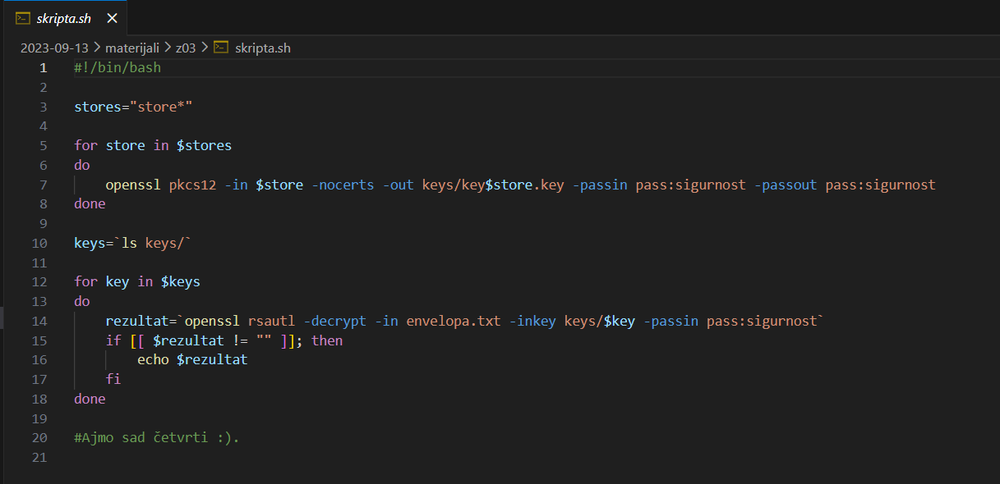 skripta.sh
2023-09-13 > materijali > z03 > skripta.sh
1 #!/bin/bash
2
3 stores="store*"
4
5 for store in $stores
6 do
7     openssl pkcs12 -in $store -nocerts -out keys/key$store.key -passin pass:sigurnost -passout pass:sigurnost
8 done
9
10 keys=`ls keys/`
11
12 for key in $keys
13 do
14     rezultat=`openssl rsautl -decrypt -in envelopa.txt -inkey keys/$key -passin pass:sigurnost`
15     if [[ $rezultat != "" ]]; then
16         echo $rezultat
17     fi
18 done
19
20 #Ajmo sad četvrti :).
21